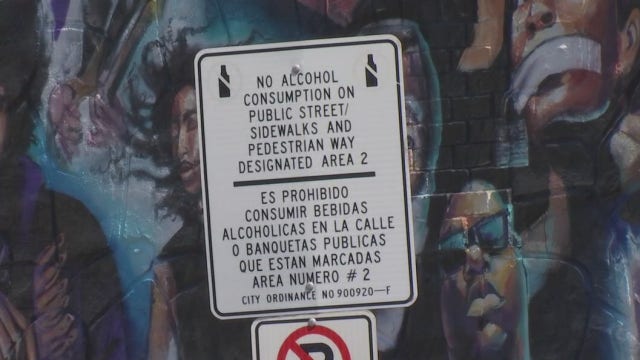 NO ALCOHOL
CONSUMPTION ON
PUBLIC STREET/
SIDEWALKS AND
PEDESTRIAN WAY
DESIGNATED AREA 2
ES PROHIBIDO
CONSUMIR BEBIDAS
ALCOHOLICAS EN LA CALLE
O BANQUETAS PUBLICAS
QUE ESTAN MARCADAS
AREA NUMERO # 2
CITY ORDINANCE NO 900920-F
P